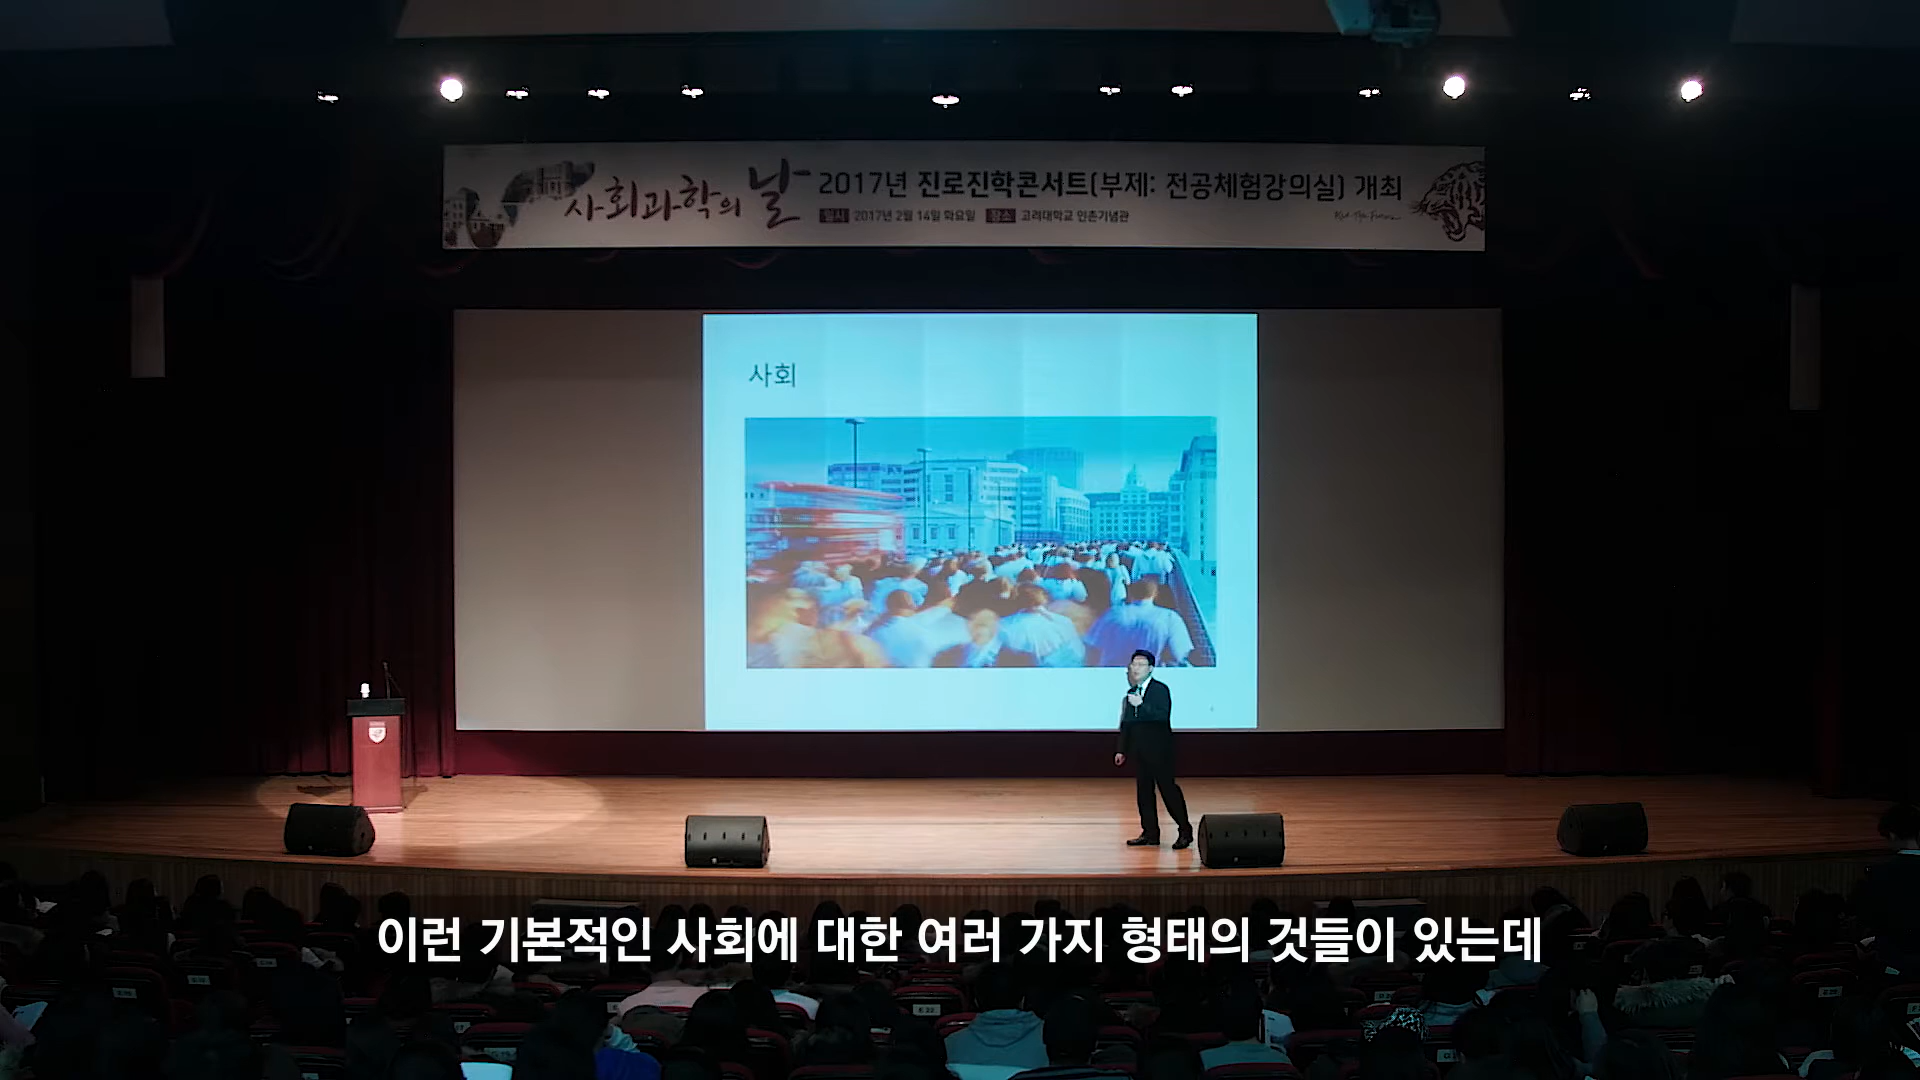 사회과학의 날
2017년 진로진학콘서트(부제: 전공체험강의실) 개최
일시 2017년 2월 14일 화요일 장소 고려대학교 인촌기념관
사회
이런 기본적인 사회에 대한 여러 가지 형태의 것들이 있는데